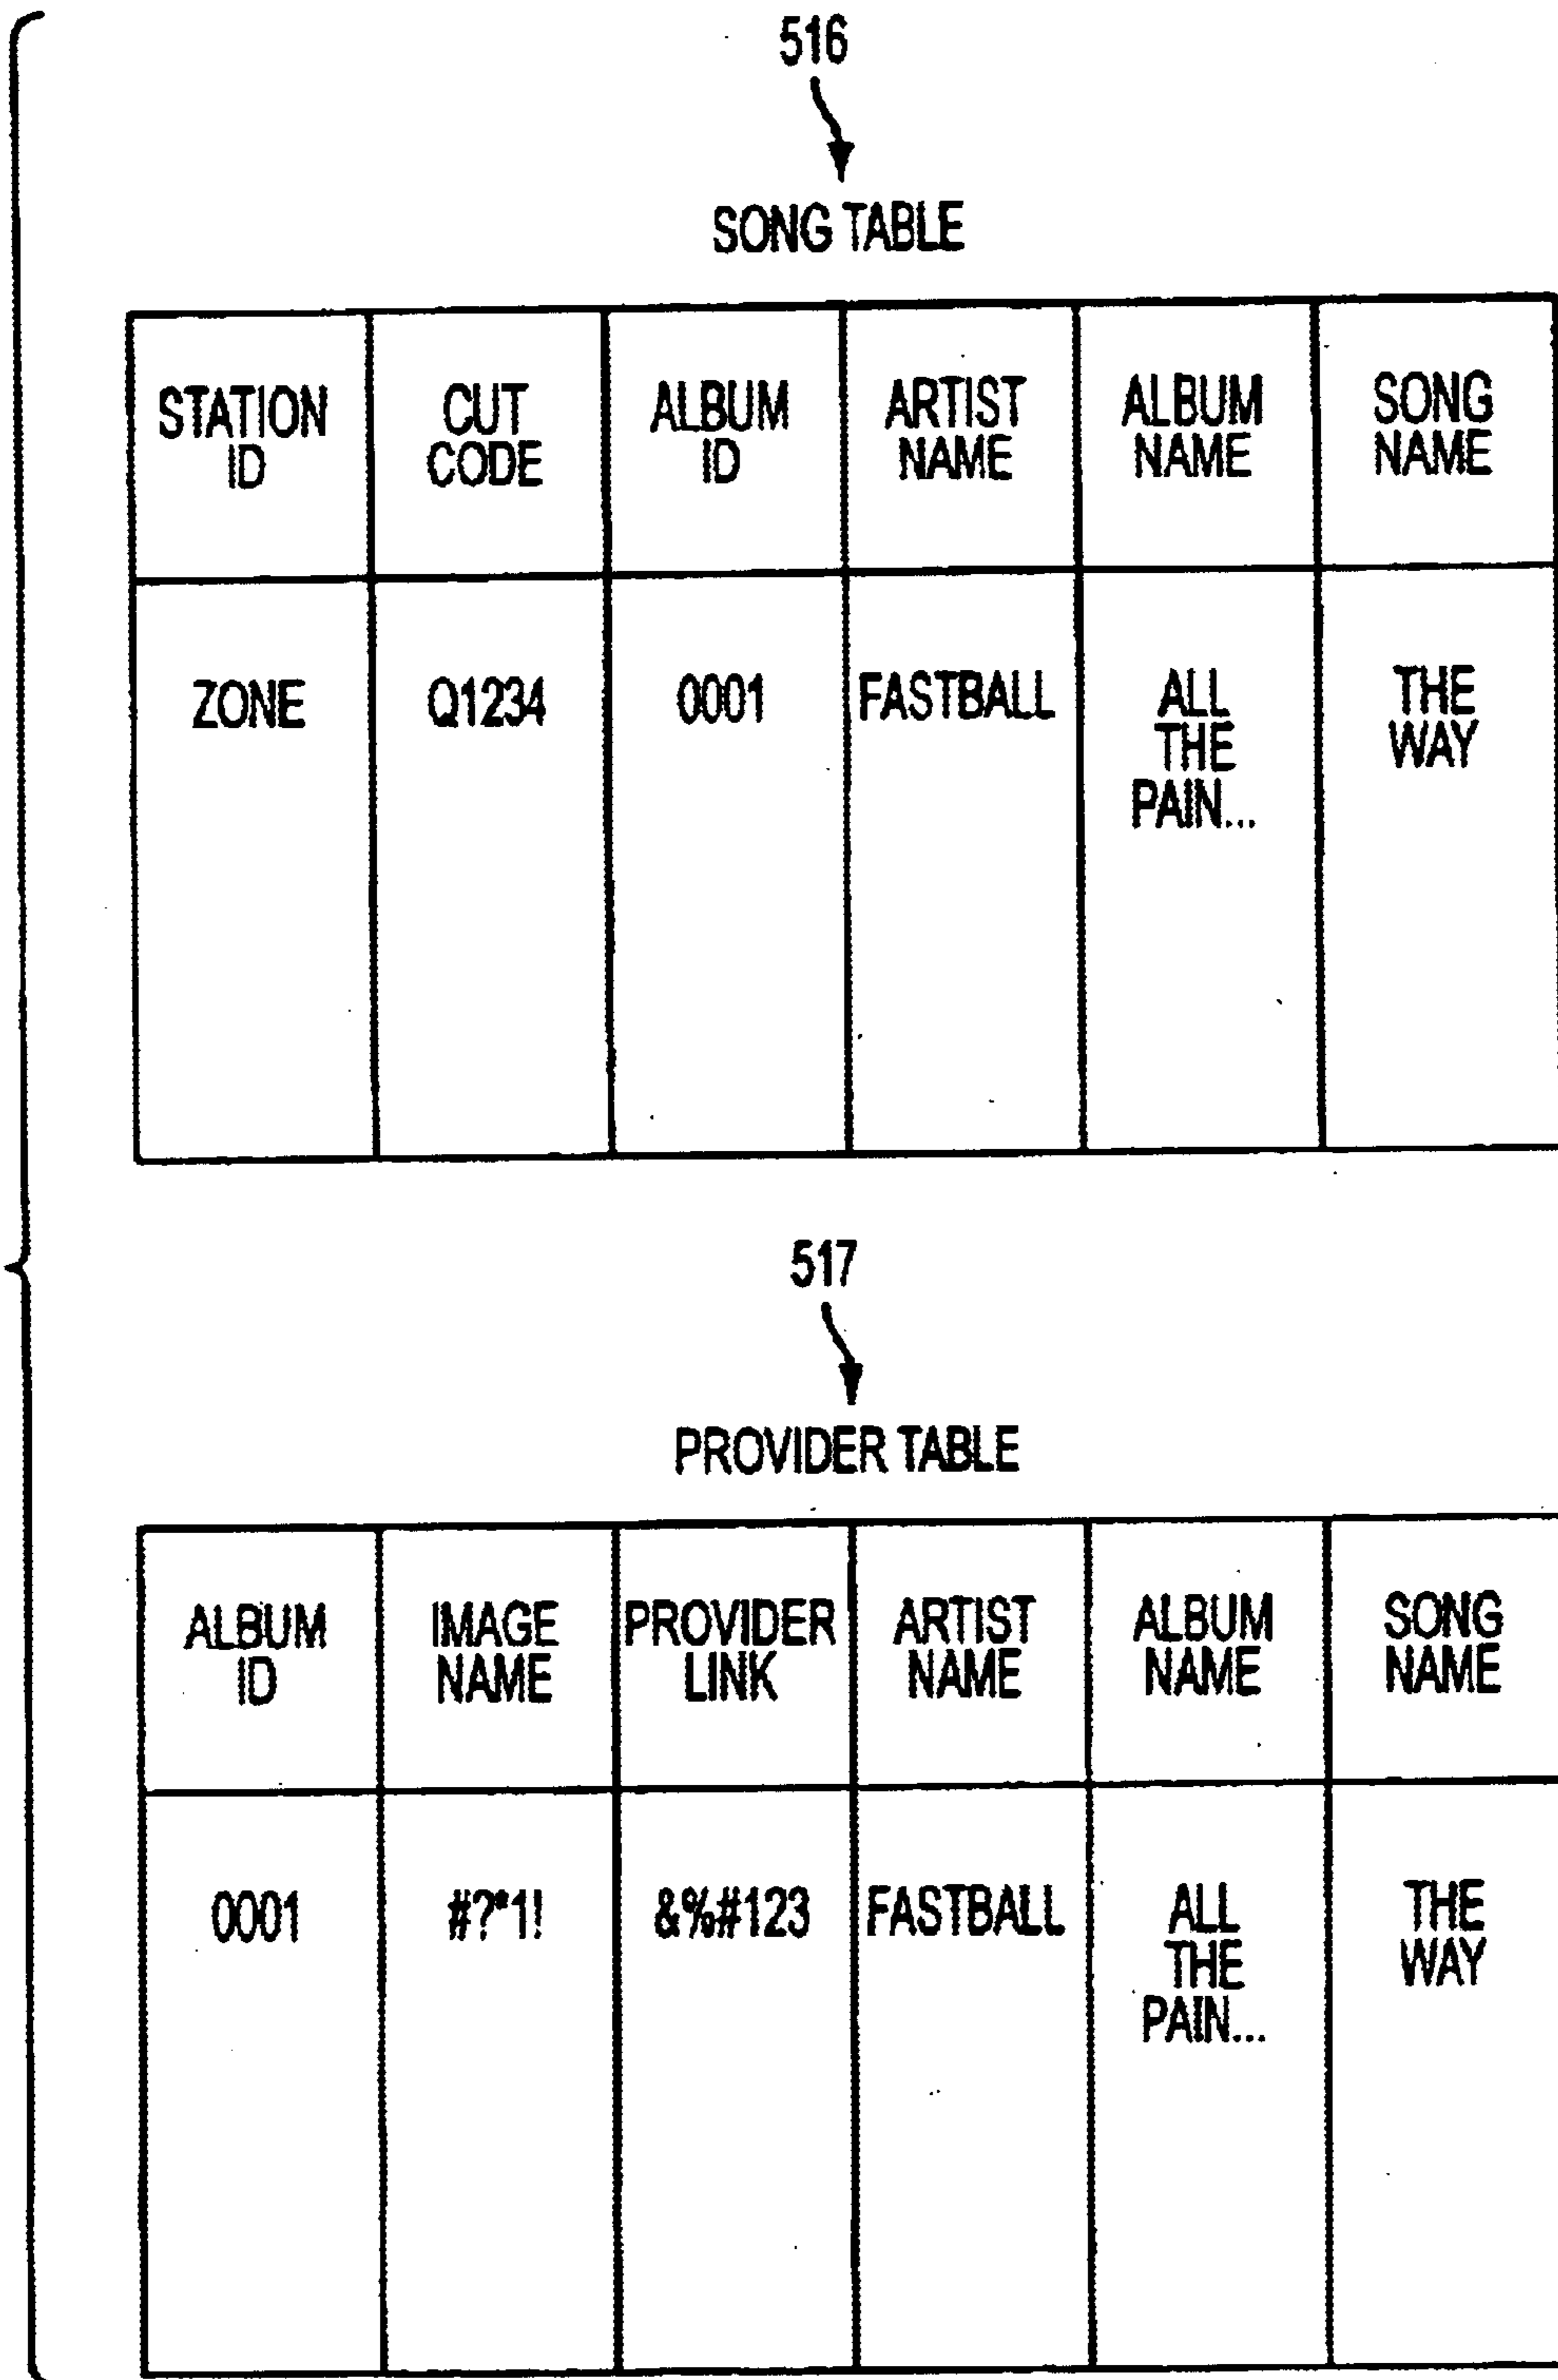 516
SONG TABLE
STATION ID CUT CODE ALBUM ID ARTIST NAME ALBUM NAME SONG NAME
ZONE Q1234 0001 FASTBALL ALL THE PAIN... THE WAY
517
PROVIDER TABLE
ALBUM ID IMAGE NAME PROVIDER LINK ARTIST NAME ALBUM NAME SONG NAME
0001 #?*1! &%#123 FASTBALL ALL THE PAIN... THE WAY